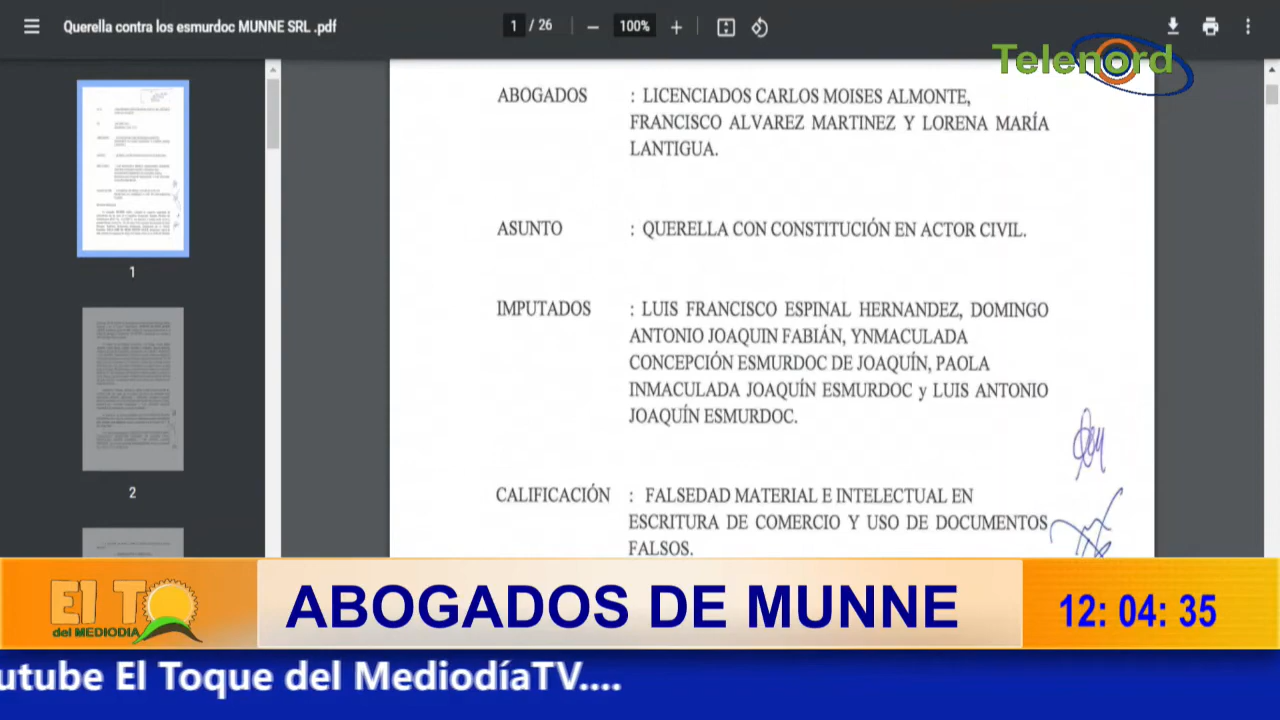 Querella contra los esmurdoc MUNNE SRL .pdf
1 / 26
100%
Telenord
ABOGADOS : LICENCIADOS CARLOS MOISES ALMONTE,
FRANCISCO ALVAREZ MARTINEZ Y LORENA MARÍA
LANTIGUA.
ASUNTO : QUERELLA CON CONSTITUCIÓN EN ACTOR CIVIL.
IMPUTADOS : LUIS FRANCISCO ESPINAL HERNANDEZ, DOMINGO
ANTONIO JOAQUIN FABIÁN, YNMACULADA
CONCEPCIÓN ESMURDOC DE JOAQUÍN, PAOLA
INMACULADA JOAQUÍN ESMURDOC y LUIS ANTONIO
JOAQUÍN ESMURDOC.
CALIFICACIÓN : FALSEDAD MATERIAL E INTELECTUAL EN
ESCRITURA DE COMERCIO Y USO DE DOCUMENTOS
FALSOS.
1
2
El T
del MEDIODIA
ABOGADOS DE MUNNE
12: 04: 35
utube El Toque del MediodíaTV....